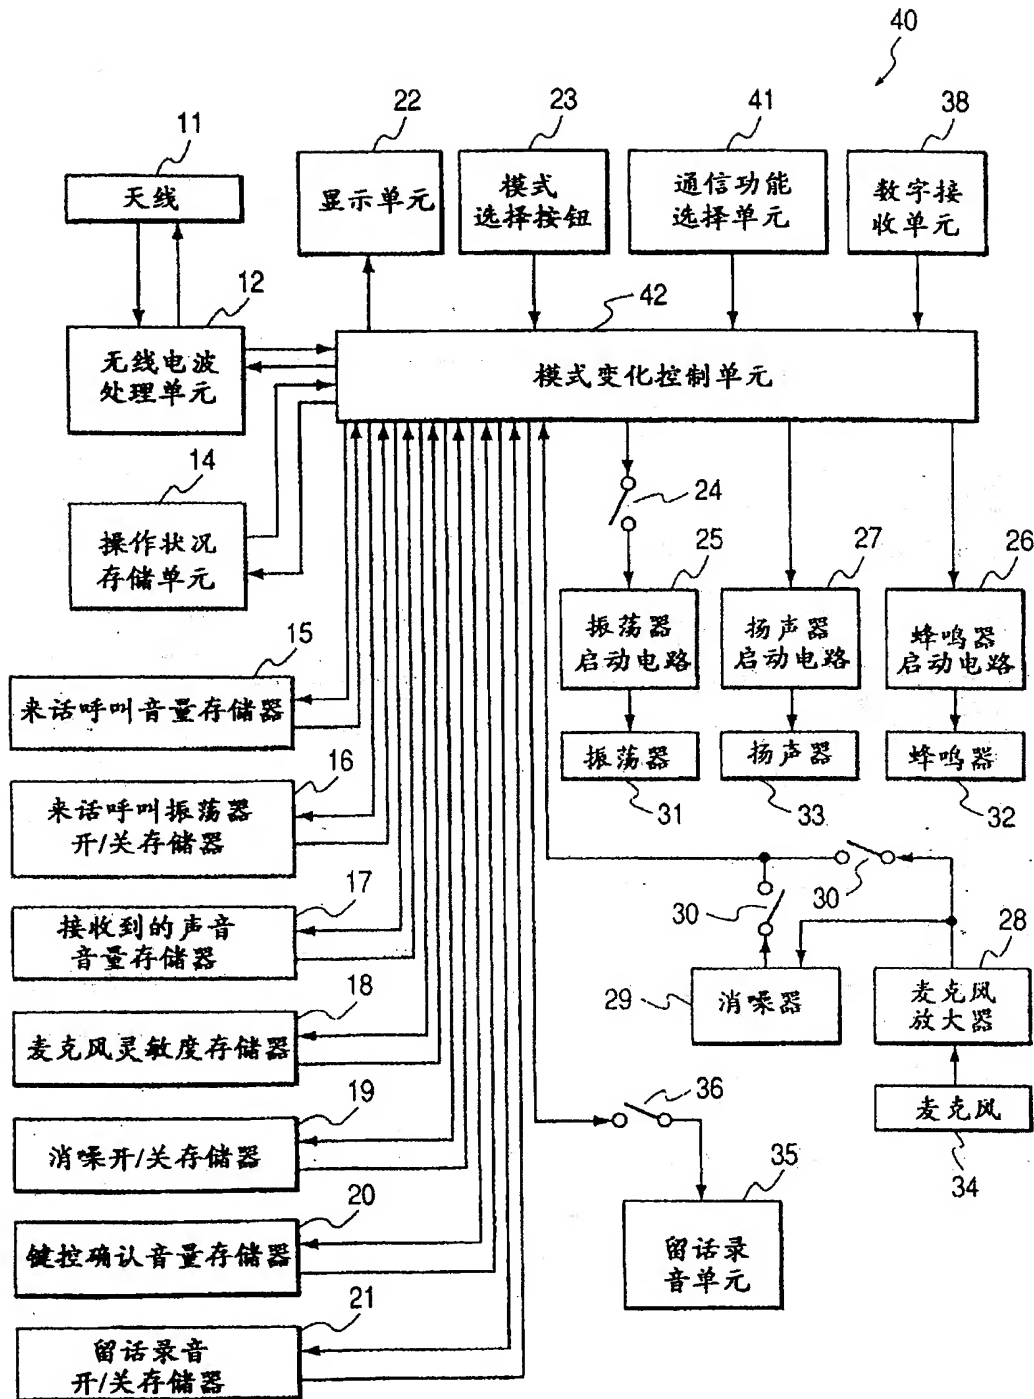 40
22
23
41
38
11
天线
显示单元
模式
选择按钮
通信功能
选择单元
数字接
收单元
12
42
无线电波
处理单元
模式变化控制单元
14
24
操作状况
存储单元
25
27
26
振荡器
启动电路
扬声器
启动电路
蜂鸣器
启动电路
15
来话呼叫音量存储器
振荡器
扬声器
蜂鸣器
16
31
33
32
来话呼叫振荡器
开/关存储器
30
30
17
接收到的声音
音量存储器
28
29
消噪器
麦克风
放大器
18
麦克风灵敏度存储器
36
麦克风
19
消噪开/关存储器
35
34
20
键控确认音量存储器
留话录
音单元
21
留话录音
开/关存储器